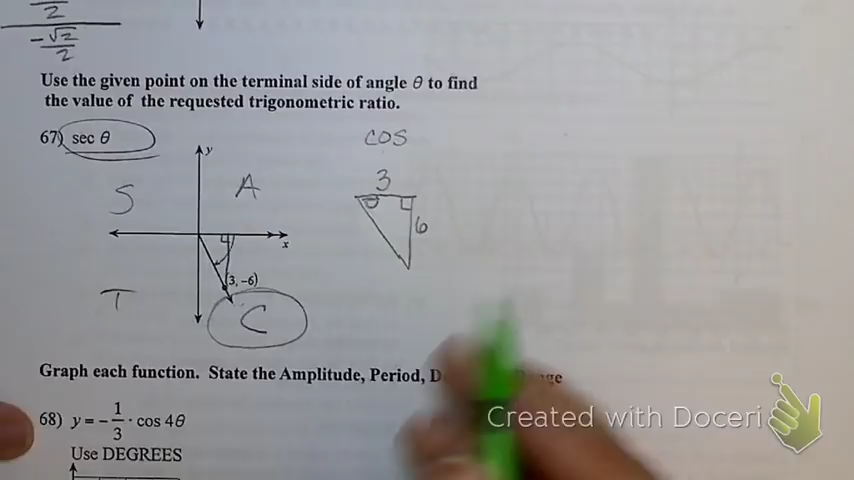 2
-√2
2
Use the given point on the terminal side of angle θ to find
the value of the requested trigonometric ratio.
67) sec θ
cos
y
S
A
3
6
x
(3, -6)
T
C
Graph each function. State the Amplitude, Period,
68) y = - 1/3 · cos 4θ
Use DEGREES
Created with Doceri